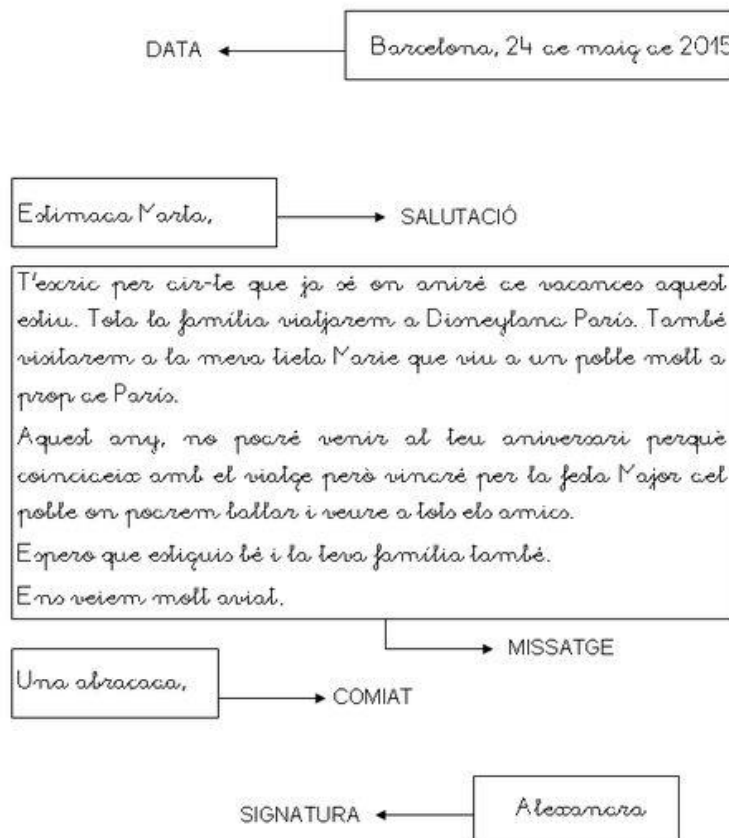 DATA Barcelona, 24 de maig de 2015
Estimada Marta,
SALUTACIÓ
T'escric per dir-te que ja sé on aniré de vacances aquest
estiu. Tota la família viatjarem a Disneyland París. També
visitarem a la meva tieta Marie que viu a un poble molt a
prop de París.
Aquest any, no podré venir al teu aniversari perquè
coincideix amb el viatge però vindré per la festa Major del
poble on podrem ballar i veure a tots els amics.
Espero que estiguis bé i la teva família també.
Ens veiem molt aviat.
MISSATGE
Una abraçada,
COMIAT
SIGNATURA Alexandra